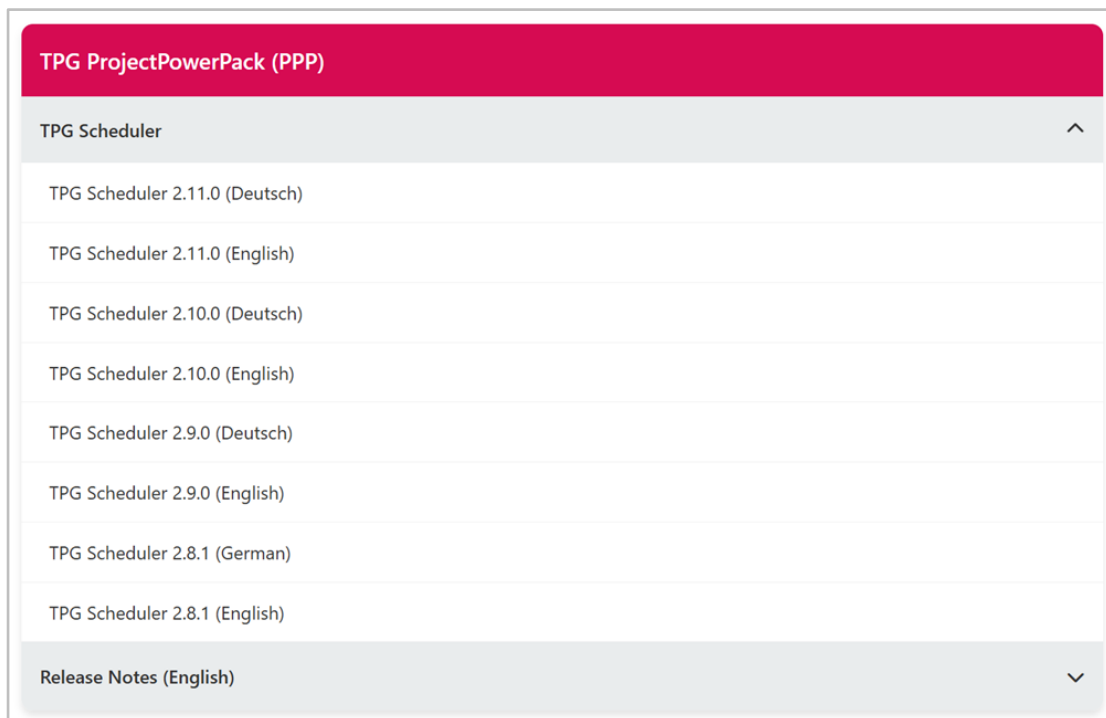 TPG ProjectPowerPack (PPP)
TPG Scheduler
TPG Scheduler 2.11.0 (Deutsch)
TPG Scheduler 2.11.0 (English)
TPG Scheduler 2.10.0 (Deutsch)
TPG Scheduler 2.10.0 (English)
TPG Scheduler 2.9.0 (Deutsch)
TPG Scheduler 2.9.0 (English)
TPG Scheduler 2.8.1 (German)
TPG Scheduler 2.8.1 (English)
Release Notes (English)